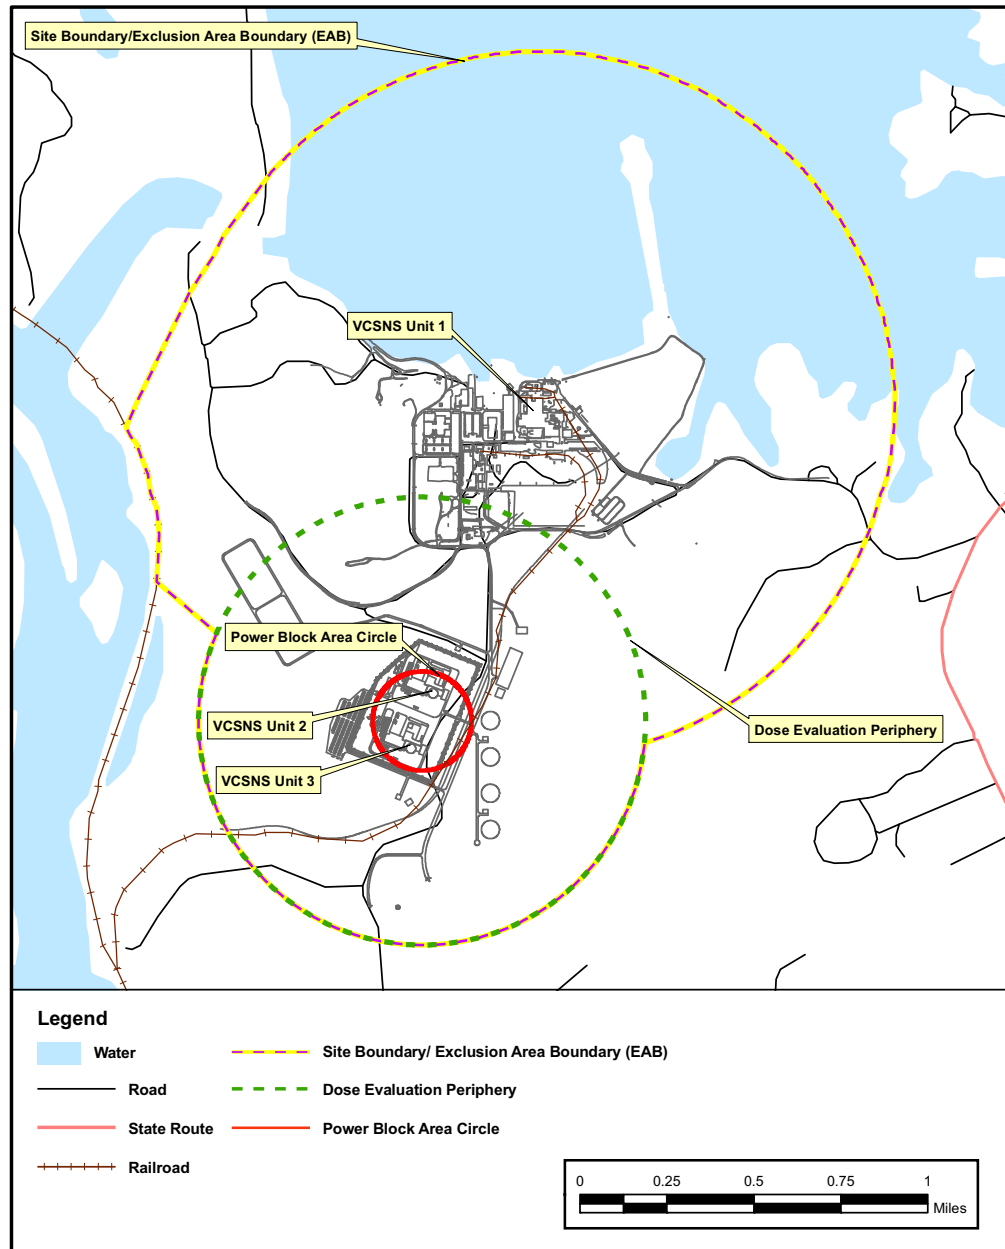 Site Boundary/Exclusion Area Boundary (EAB)
VCSNS Unit 1
Power Block Area Circle
VCSNS Unit 2
Dose Evaluation Periphery
VCSNS Unit 3
Legend
Water
Site Boundary/ Exclusion Area Boundary (EAB)
Road
Dose Evaluation Periphery
State Route
Power Block Area Circle
Railroad
0 0.25 0.5 0.75 1
Miles